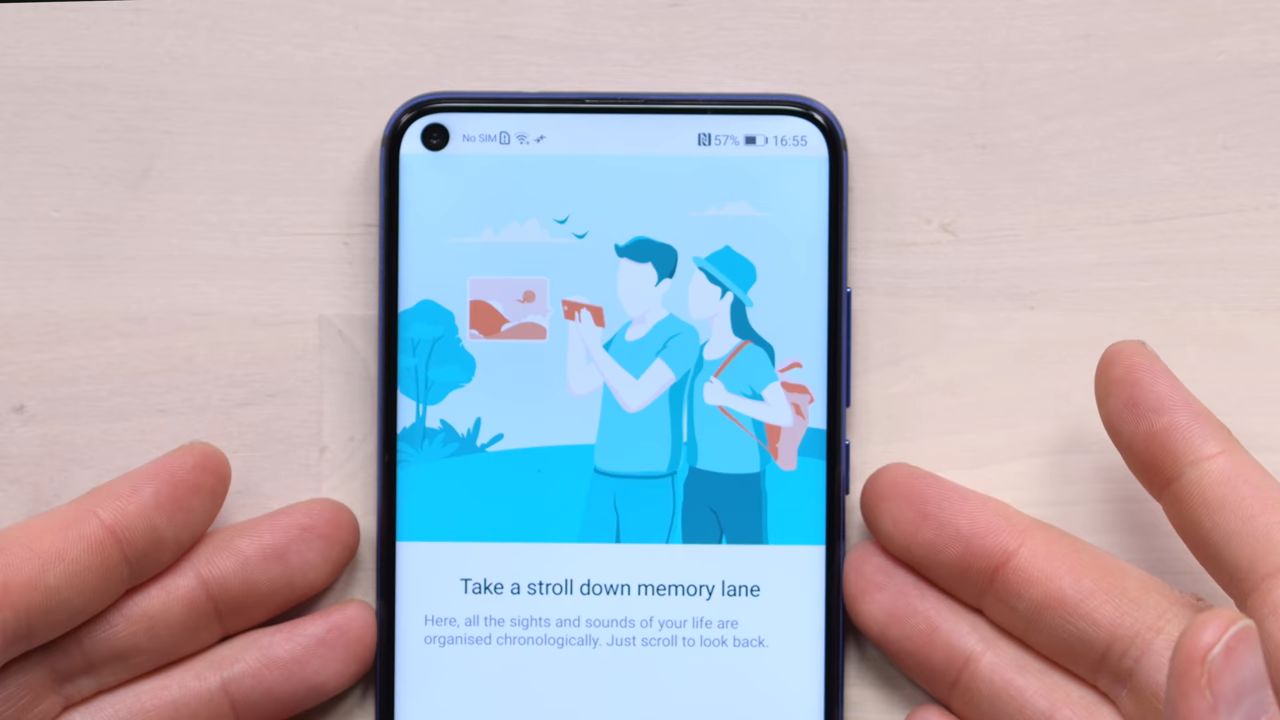 No SIM 57% 16:55
Take a stroll down memory lane
Here, all the sights and sounds of your life are
organised chronologically. Just scroll to look back.